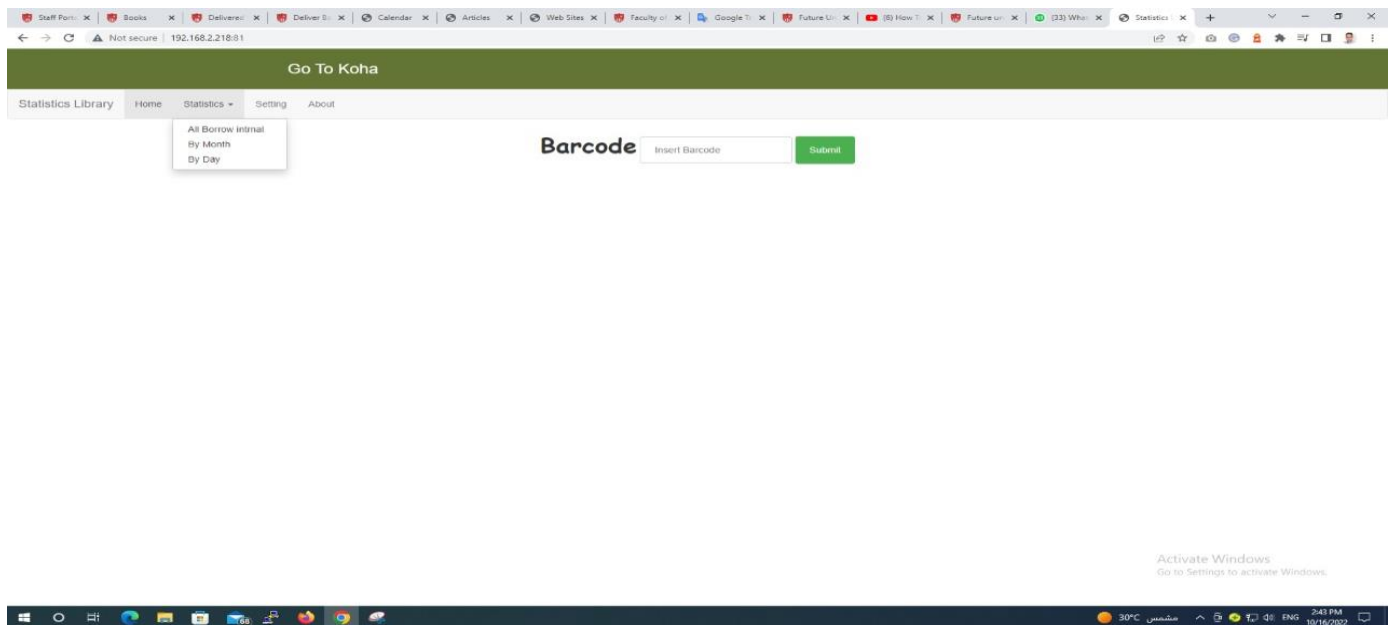 Staff Port
Books
Delivered
Deliver B
Calendar
Articles
Web Sites
Faculty of
Google T
Future Un
(8) How T
Future un
(33) Wha
Statistics
Not secure | 192.168.2.218:81
Go To Koha
Statistics Library Home Statistics Setting About
All Borrow intrnal
By Month
By Day
Barcode Insert Barcode Submit
Activate Windows
Go to Settings to activate Windows.
68
30°C مشمس ENG 2:43 PM
10/16/2022